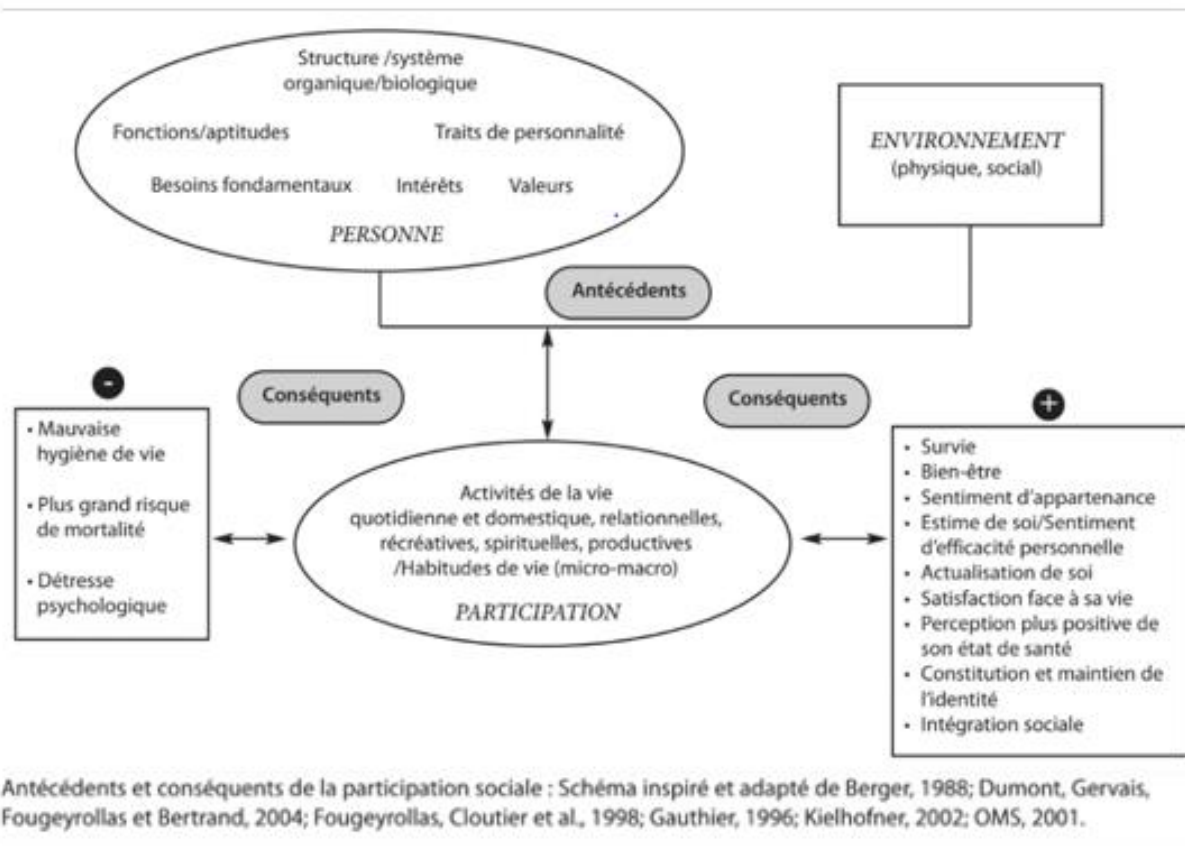 Structure /système
organique/biologique
Fonctions/aptitudes
Traits de personnalité
Besoins fondamentaux
Intérêts
Valeurs
PERSONNE
ENVIRONNEMENT
(physique, social)
Antécédents
Conséquents
Conséquents
-
• Mauvaise
hygiène de vie
• Plus grand risque
de mortalité
• Détresse
psychologique
Activités de la vie
quotidienne et domestique, relationnelles,
récréatives, spirituelles, productives
/Habitudes de vie (micro-macro)
PARTICIPATION
+
• Survie
• Bien-être
• Sentiment d'appartenance
• Estime de soi/Sentiment
d'efficacité personnelle
• Actualisation de soi
• Satisfaction face à sa vie
• Perception plus positive de
son état de santé
• Constitution et maintien de
l'identité
• Intégration sociale
Antécédents et conséquents de la participation sociale : Schéma inspiré et adapté de Berger, 1988; Dumont, Gervais,
Fougeyrollas et Bertrand, 2004; Fougeyrollas, Cloutier et al., 1998; Gauthier, 1996; Kielhofner, 2002; OMS, 2001.